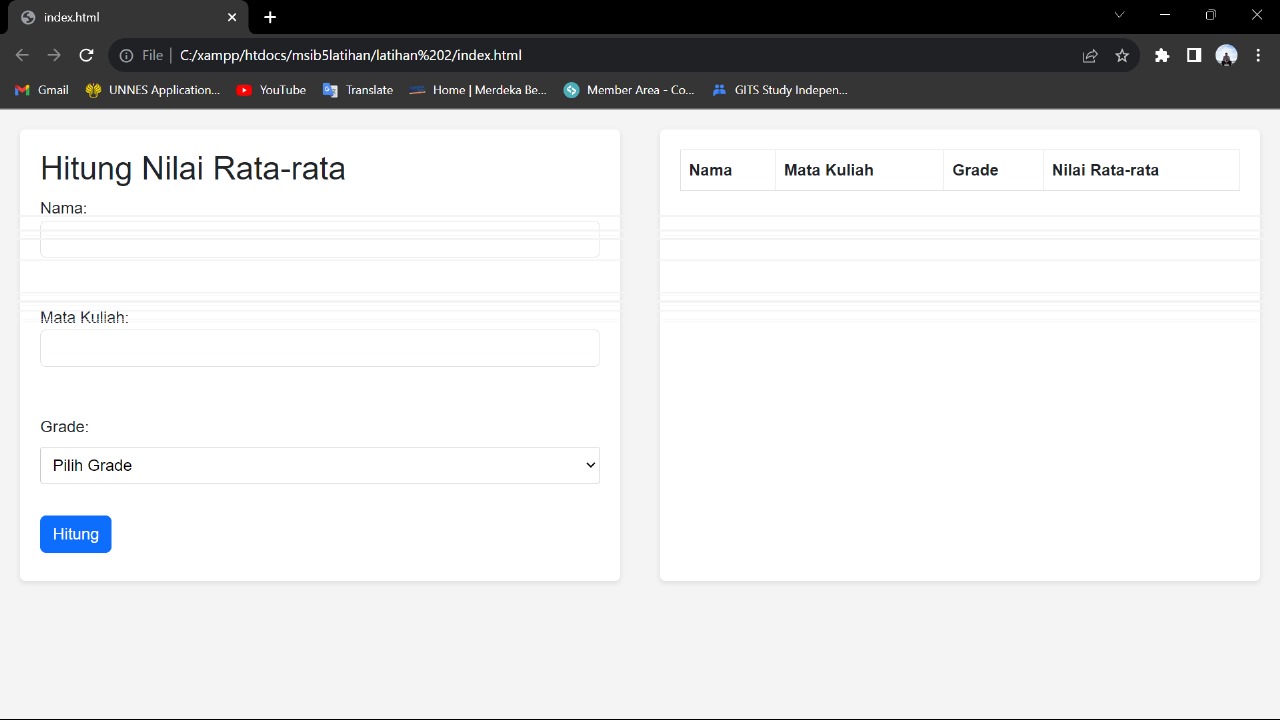 index.html
File
C:/xampp/htdocs/msib5latihan/latihan%202/index.html
Gmail
UNNES Application...
YouTube
Translate
Home | Merdeka Be...
Member Area - Co...
GITS Study Indepen...
Hitung Nilai Rata-rata
Nama:
Mata Kuliah:
Grade:
Pilih Grade
Hitung
Nama Mata Kuliah Grade Nilai Rata-rata